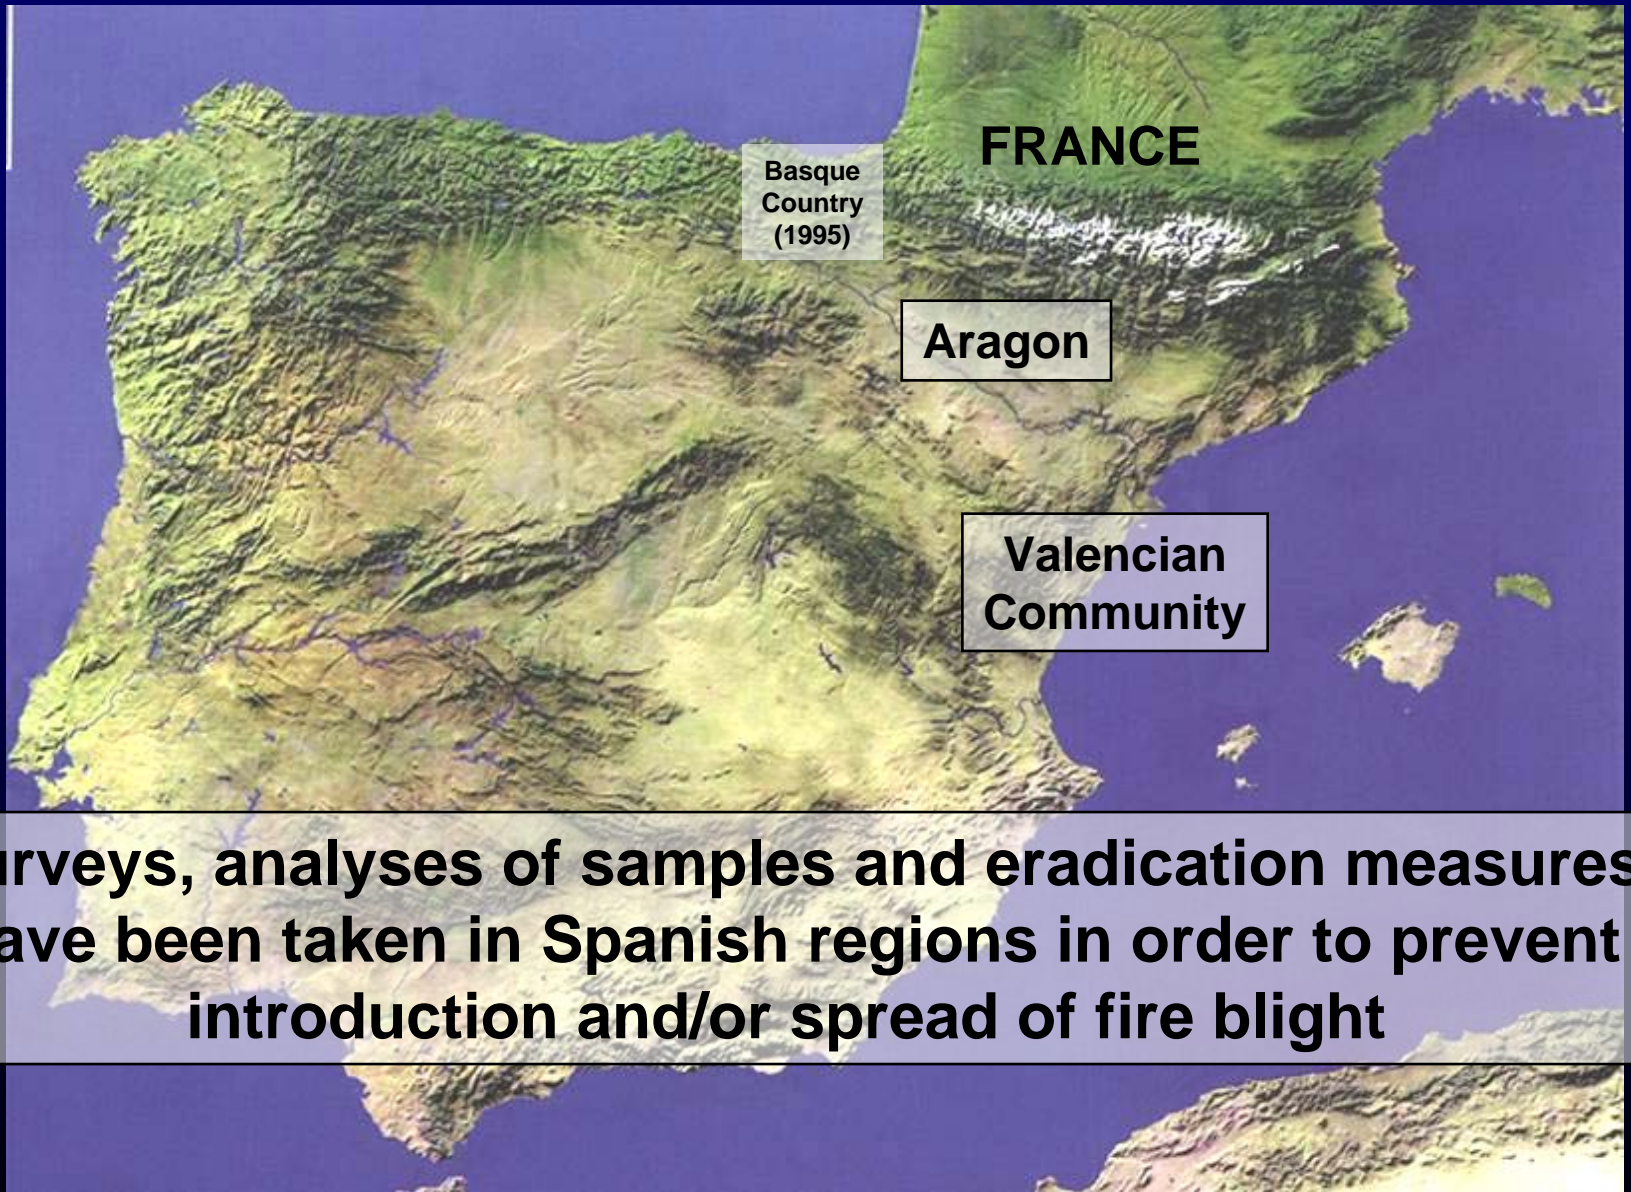 FRANCE
Basque
Country
(1995)
Aragon
Valencian
Community
urveys, analyses of samples and eradication measures
ave been taken in Spanish regions in order to prevent
introduction and/or spread of fire blight